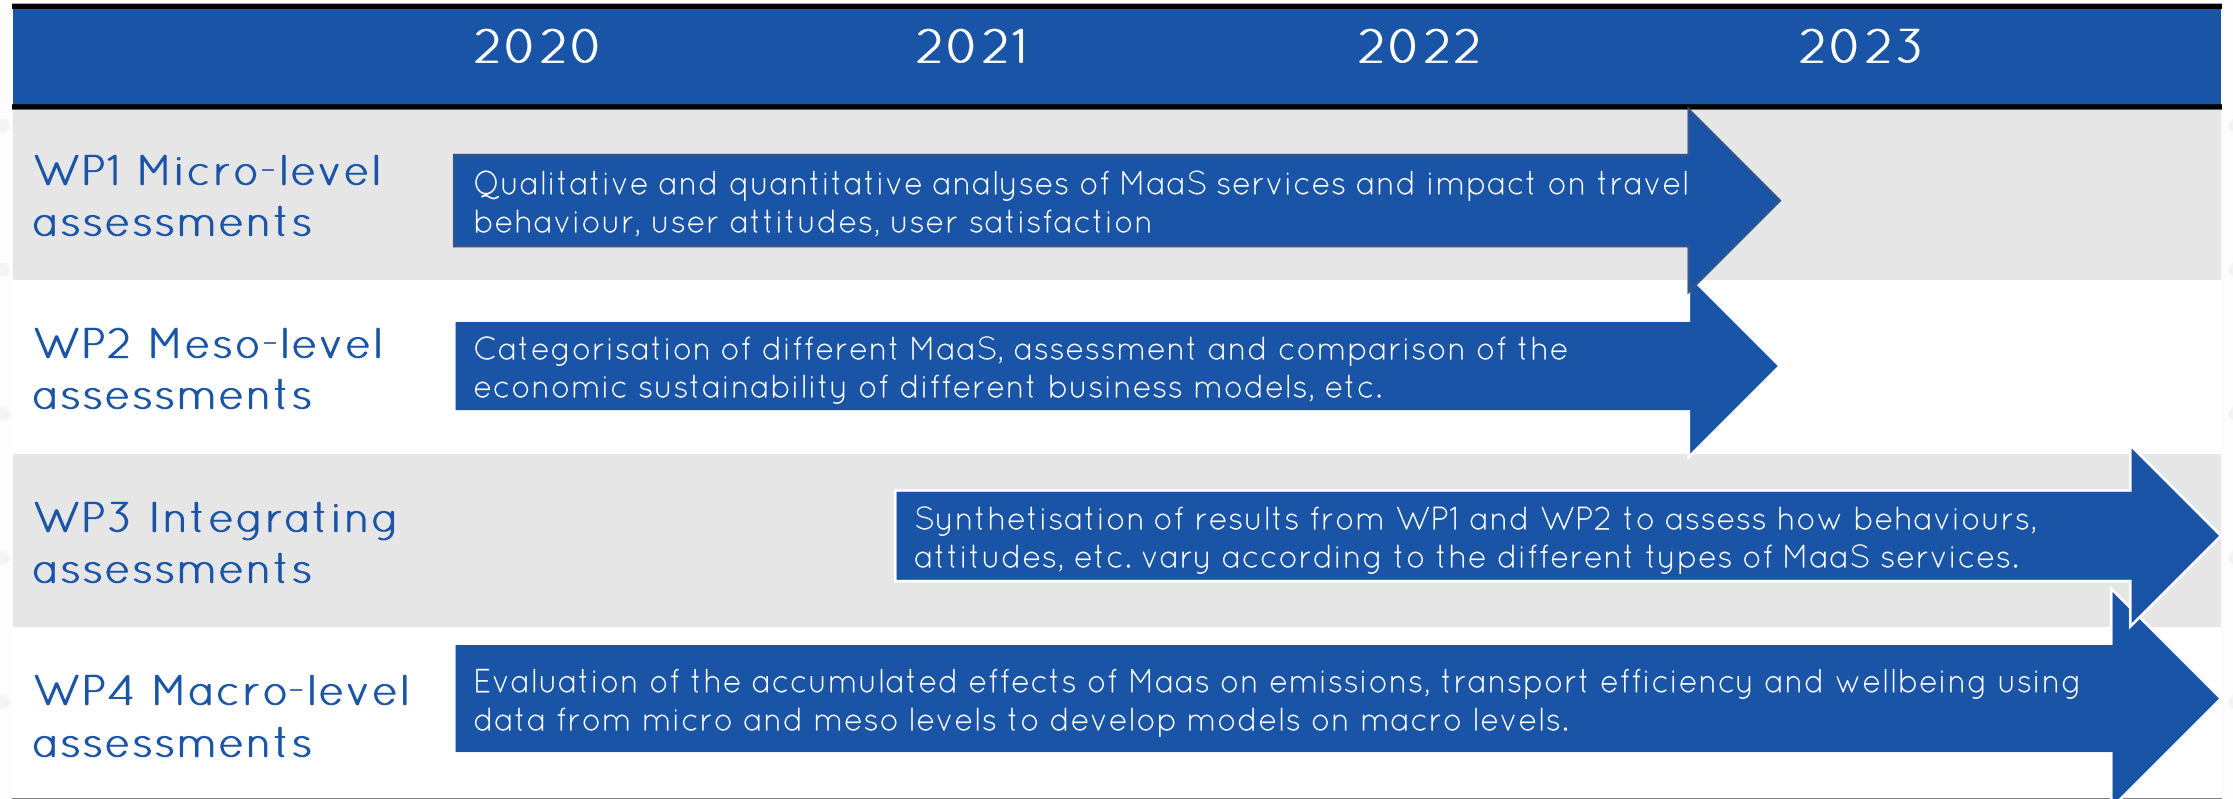 2020 2021 2022 2023
WP1 Micro-level
assessments
Qualitative and quantitative analyses of MaaS services and impact on travel
behaviour, user attitudes, user satisfaction
WP2 Meso-level
assessments
Categorisation of different MaaS, assessment and comparison of the
economic sustainability of different business models, etc.
WP3 Integrating
assessments
Synthetisation of results from WP1 and WP2 to assess how behaviours,
attitudes, etc. vary according to the different types of MaaS services.
WP4 Macro-level
assessments
Evaluation of the accumulated effects of Maas on emissions, transport efficiency and wellbeing using
data from micro and meso levels to develop models on macro levels.